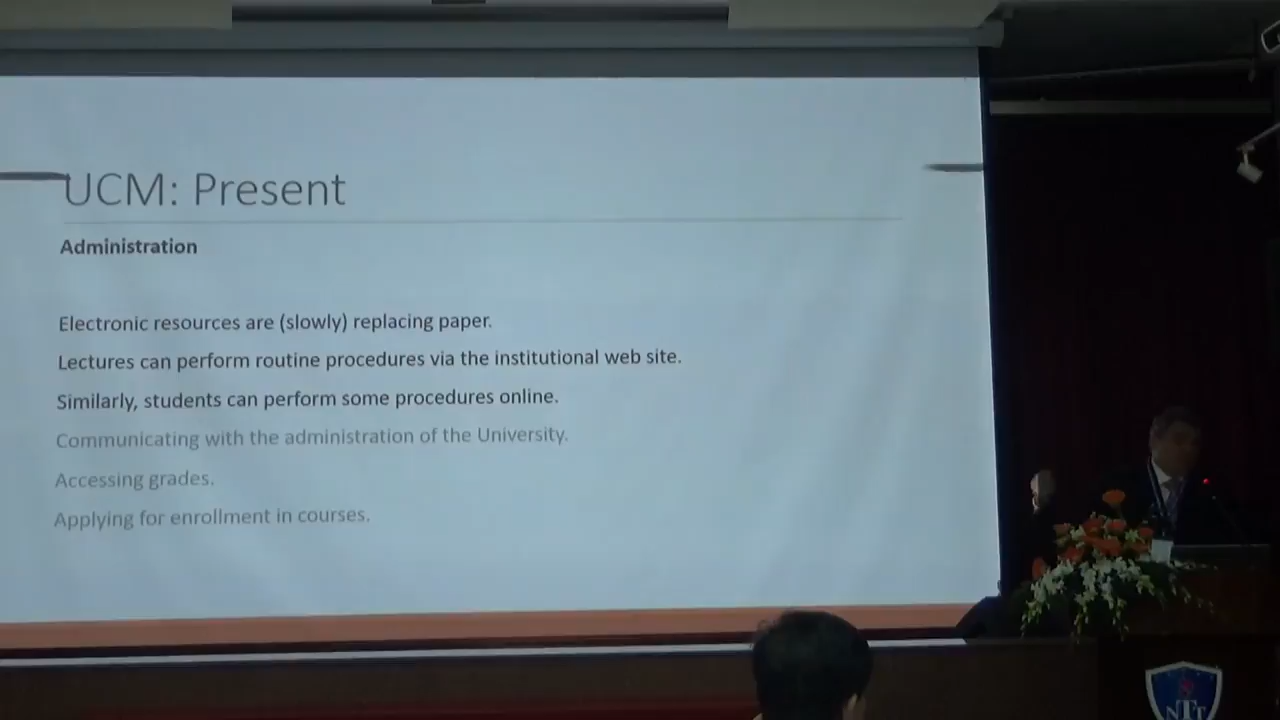 UCM: Present
Administration
Electronic resources are (slowly) replacing paper.
Lectures can perform routine procedures via the institutional web site.
Similarly, students can perform some procedures online.
Communicating with the administration of the University.
Accessing grades.
Applying for enrollment in courses.
NTT